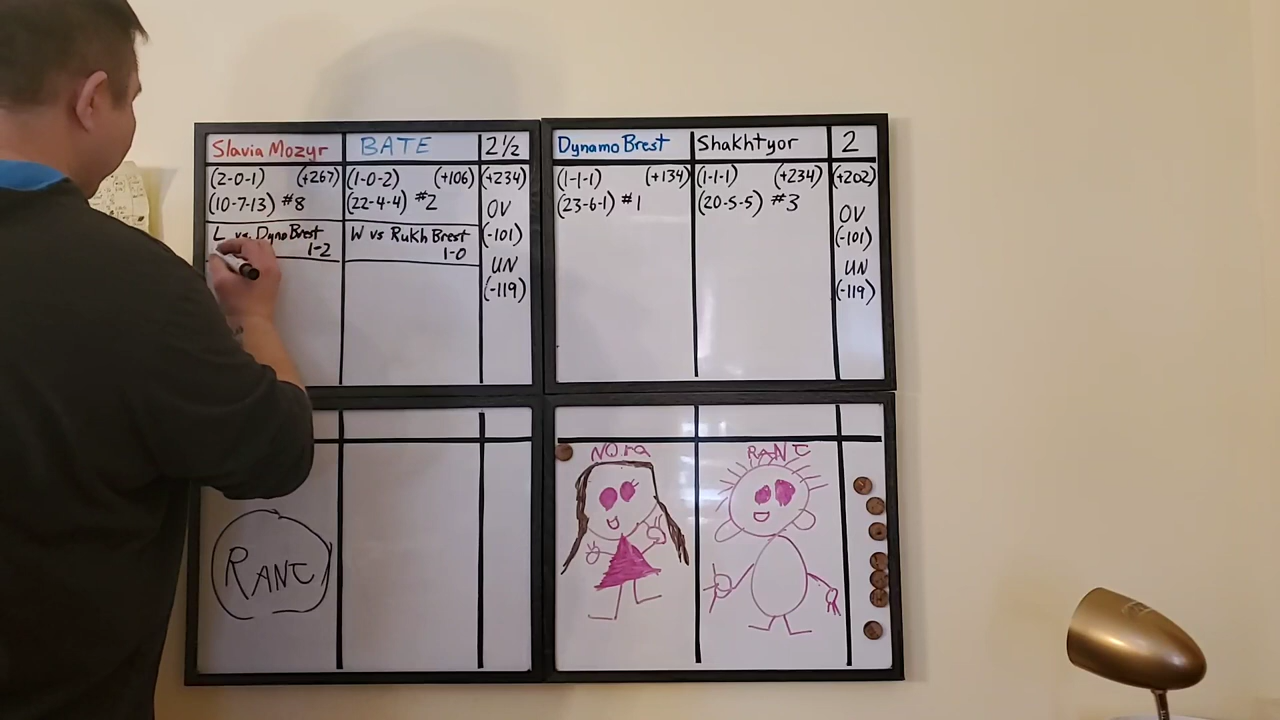 Slavia Mozyr BATE 2½
(2-0-1) (+267) (1-0-2) (+106) (+234)
(10-7-13) #8 (22-4-4) #2 OV
L vs. Dyno Brest W vs Rukh Brest (-101)
1-2 1-0
UN
(-119)
Dynamo Brest Shakhtyor 2
(1-1-1) (+134) (1-1-1) (+234) (+202)
(23-6-1) #1 (20-5-5) #3 OV
(-101)
UN
(-119)
RANT
NORA RANT